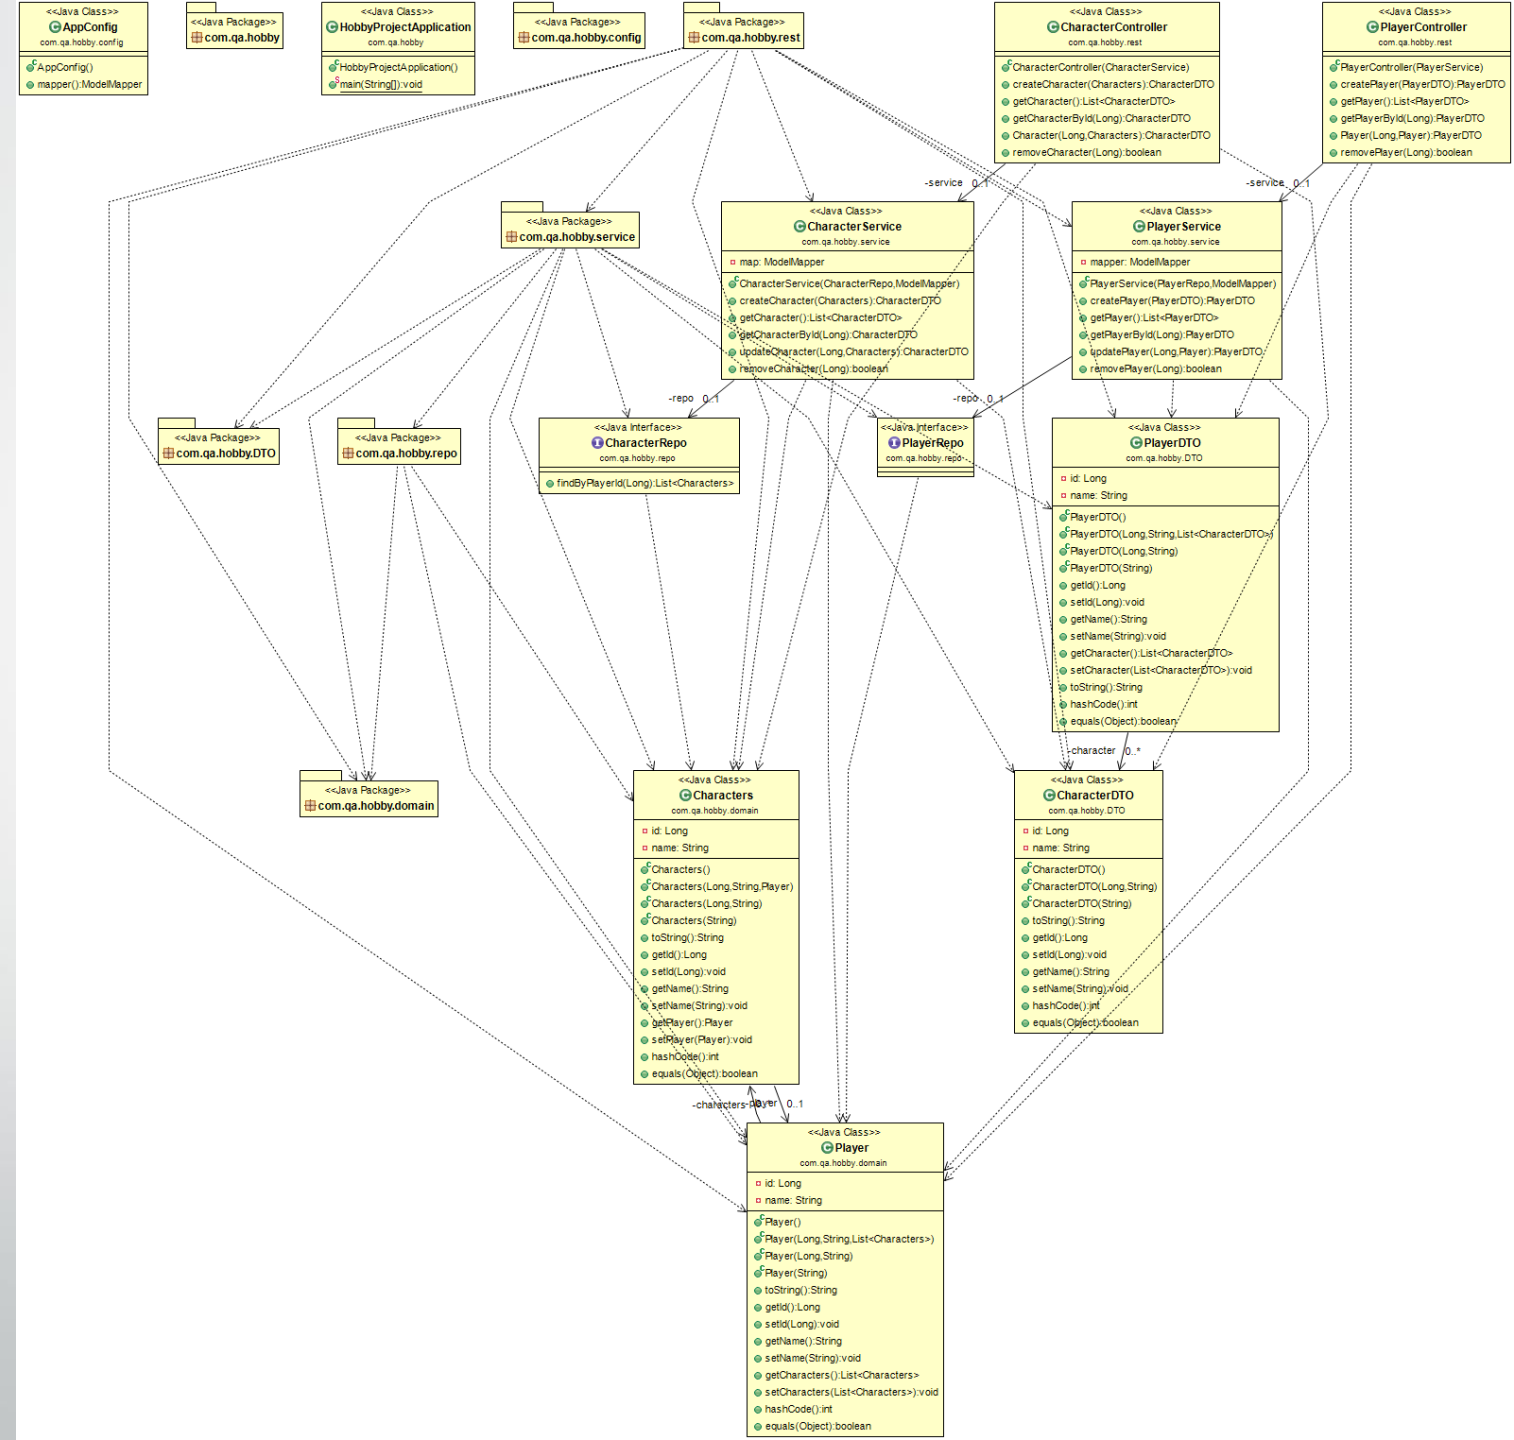 <<Java Class>>
AppConfig
com.qa.hobby.config
AppConfig()
mapper():ModelMapper
<<Java Package>>
com.qa.hobby
<<Java Class>>
HobbyProjectApplication
com.qa.hobby
HobbyProjectApplication()
main(String[]):void
<<Java Package>>
com.qa.hobby.config
<<Java Package>>
com.qa.hobby.rest
<<Java Class>>
CharacterController
com.qa.hobby.rest
CharacterController(CharacterService)
createCharacter(Characters):CharacterDTO
getCharacter():List<CharacterDTO>
getCharacterById(Long):CharacterDTO
Character(Long,Characters):CharacterDTO
removeCharacter(Long):boolean
<<Java Class>>
PlayerController
com.qa.hobby.rest
PlayerController(PlayerService)
createPlayer(PlayerDTO):PlayerDTO
getPlayer():List<PlayerDTO>
getPlayerById(Long):PlayerDTO
Player(Long,Player):PlayerDTO
removePlayer(Long):boolean
-service 0..1
-service 0..1
<<Java Package>>
com.qa.hobby.service
<<Java Class>>
CharacterService
com.qa.hobby.service
map: ModelMapper
CharacterService(CharacterRepo,ModelMapper)
createCharacter(Characters):CharacterDTO
getCharacter():List<CharacterDTO>
getCharacterById(Long):CharacterDTO
updateCharacter(Long,Characters):CharacterDTO
removeCharacter(Long):boolean
<<Java Class>>
PlayerService
com.qa.hobby.service
mapper: ModelMapper
PlayerService(PlayerRepo,ModelMapper)
createPlayer(PlayerDTO):PlayerDTO
getPlayer():List<PlayerDTO>
getPlayerById(Long):PlayerDTO
updatePlayer(Long,Player):PlayerDTO
removePlayer(Long):boolean
-repo 0..1
-repo 0..1
<<Java Package>>
com.qa.hobby.DTO
<<Java Package>>
com.qa.hobby.repo
<<Java Interface>>
CharacterRepo
com.qa.hobby.repo
findByPlayerId(Long):List<Characters>
<<Java Interface>>
PlayerRepo
com.qa.hobby.repo
<<Java Class>>
PlayerDTO
com.qa.hobby.DTO
id: Long
name: String
PlayerDTO()
PlayerDTO(Long,String,List<CharacterDTO>)
PlayerDTO(Long,String)
PlayerDTO(String)
getId():Long
setId(Long):void
getName():String
setName(String):void
getCharacter():List<CharacterDTO>
setCharacter(List<CharacterDTO>):void
toString():String
hashCode():int
equals(Object):boolean
-character 0..*
<<Java Package>>
com.qa.hobby.domain
<<Java Class>>
Characters
com.qa.hobby.domain
id: Long
name: String
Characters()
Characters(Long,String,Player)
Characters(Long,String)
Characters(String)
toString():String
getId():Long
setId(Long):void
getName():String
setName(String):void
getPlayer():Player
setPlayer(Player):void
hashCode():int
equals(Object):boolean
<<Java Class>>
CharacterDTO
com.qa.hobby.DTO
id: Long
name: String
CharacterDTO()
CharacterDTO(Long,String)
CharacterDTO(String)
toString():String
getId():Long
setId(Long):void
getName():String
setName(String):void
hashCode():int
equals(Object):boolean
-characters 0..*
-player 0..1
<<Java Class>>
Player
com.qa.hobby.domain
id: Long
name: String
Player()
Player(Long,String,List<Characters>)
Player(Long,String)
Player(String)
toString():String
getId():Long
setId(Long):void
getName():String
setName(String):void
getCharacters():List<Characters>
setCharacters(List<Characters>):void
hashCode():int
equals(Object):boolean